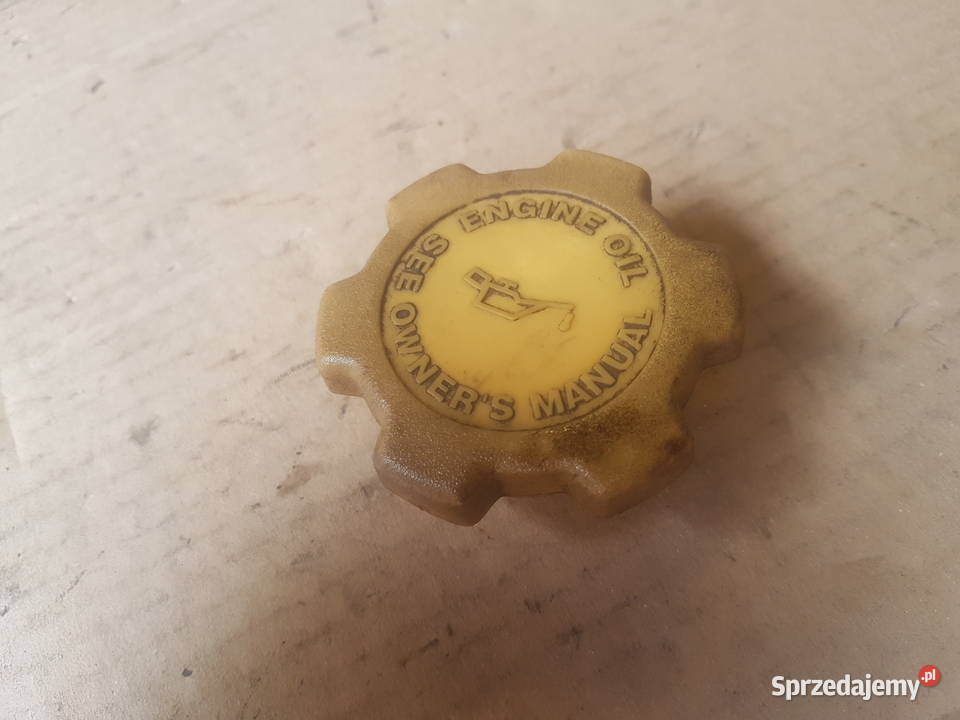 ENGINE OIL
SEE OWNER'S MANUAL
Sprzedajemy.pl